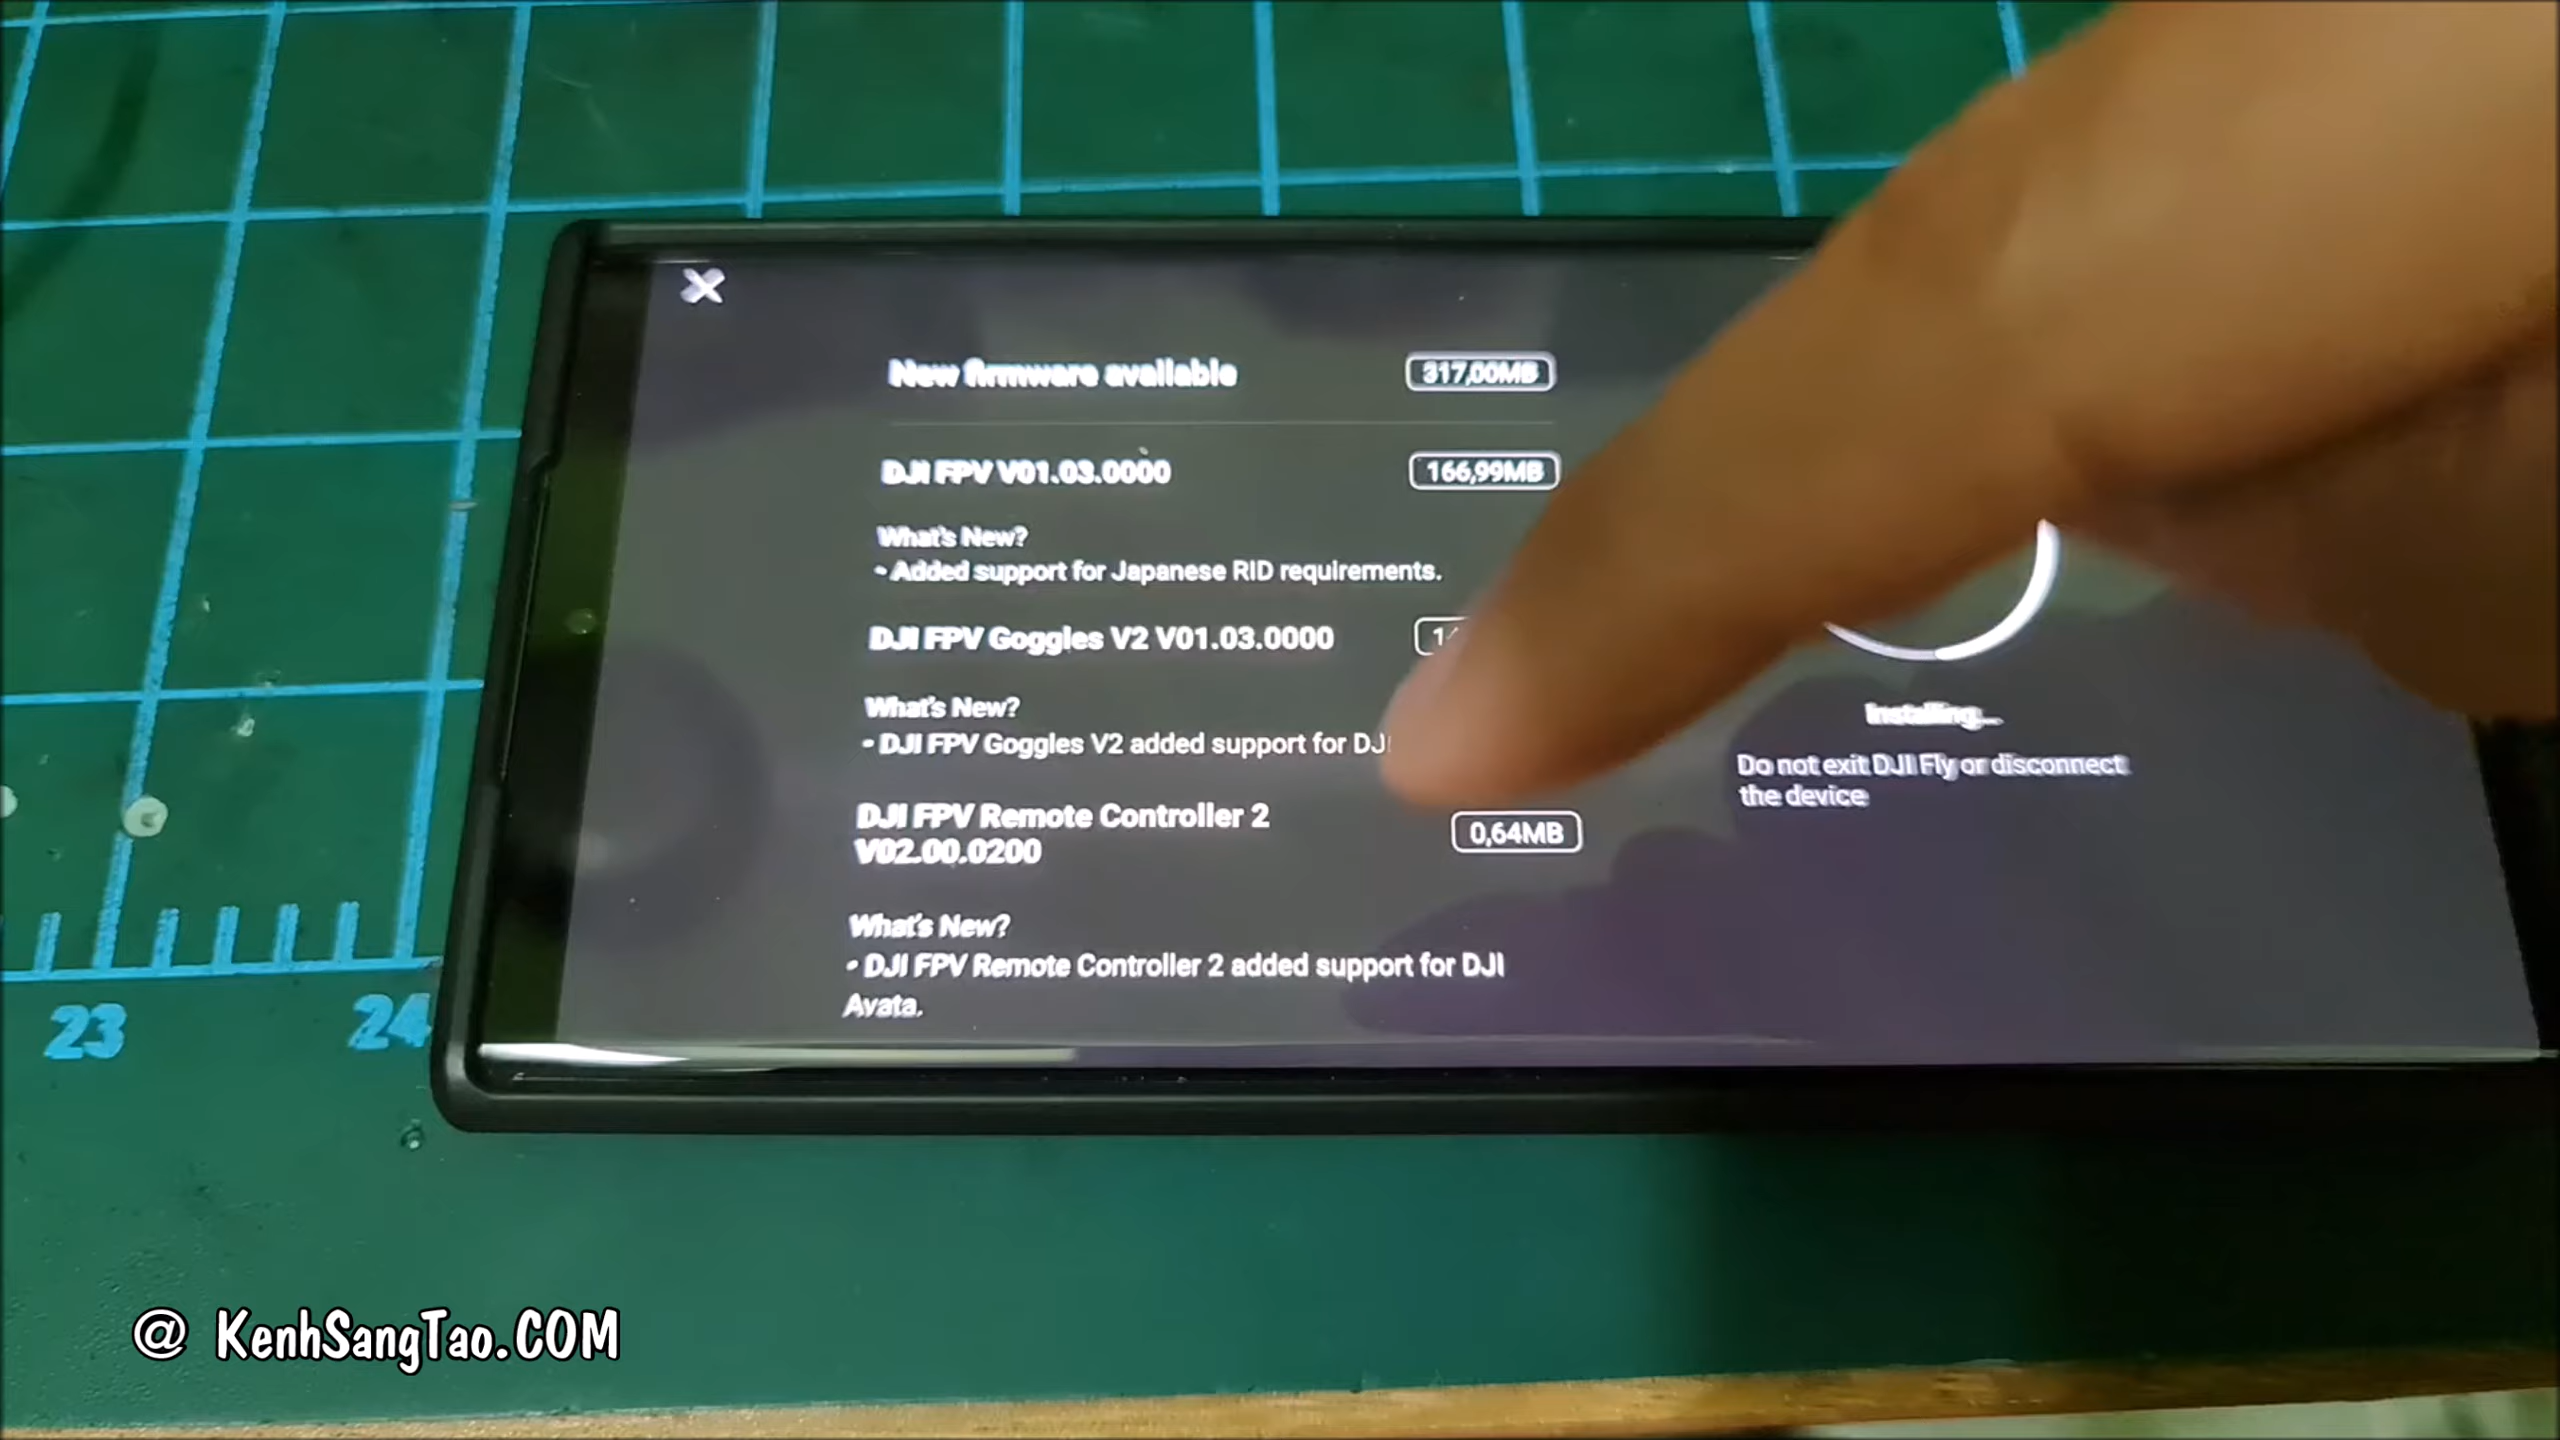 New firmware available 317,00MB
DJI FPV V01.03.0000 166,99MB
What's New?
• Added support for Japanese RID requirements.
DJI FPV Goggles V2 V01.03.0000
What's New?
• DJI FPV Goggles V2 added support for DJI
DJI FPV Remote Controller 2
V02.00.0200
0,64MB
What's New?
• DJI FPV Remote Controller 2 added support for DJI
Avata.
Installing...
Do not exit DJI Fly or disconnect
the device
23 24
@ KenhSangTao.COM